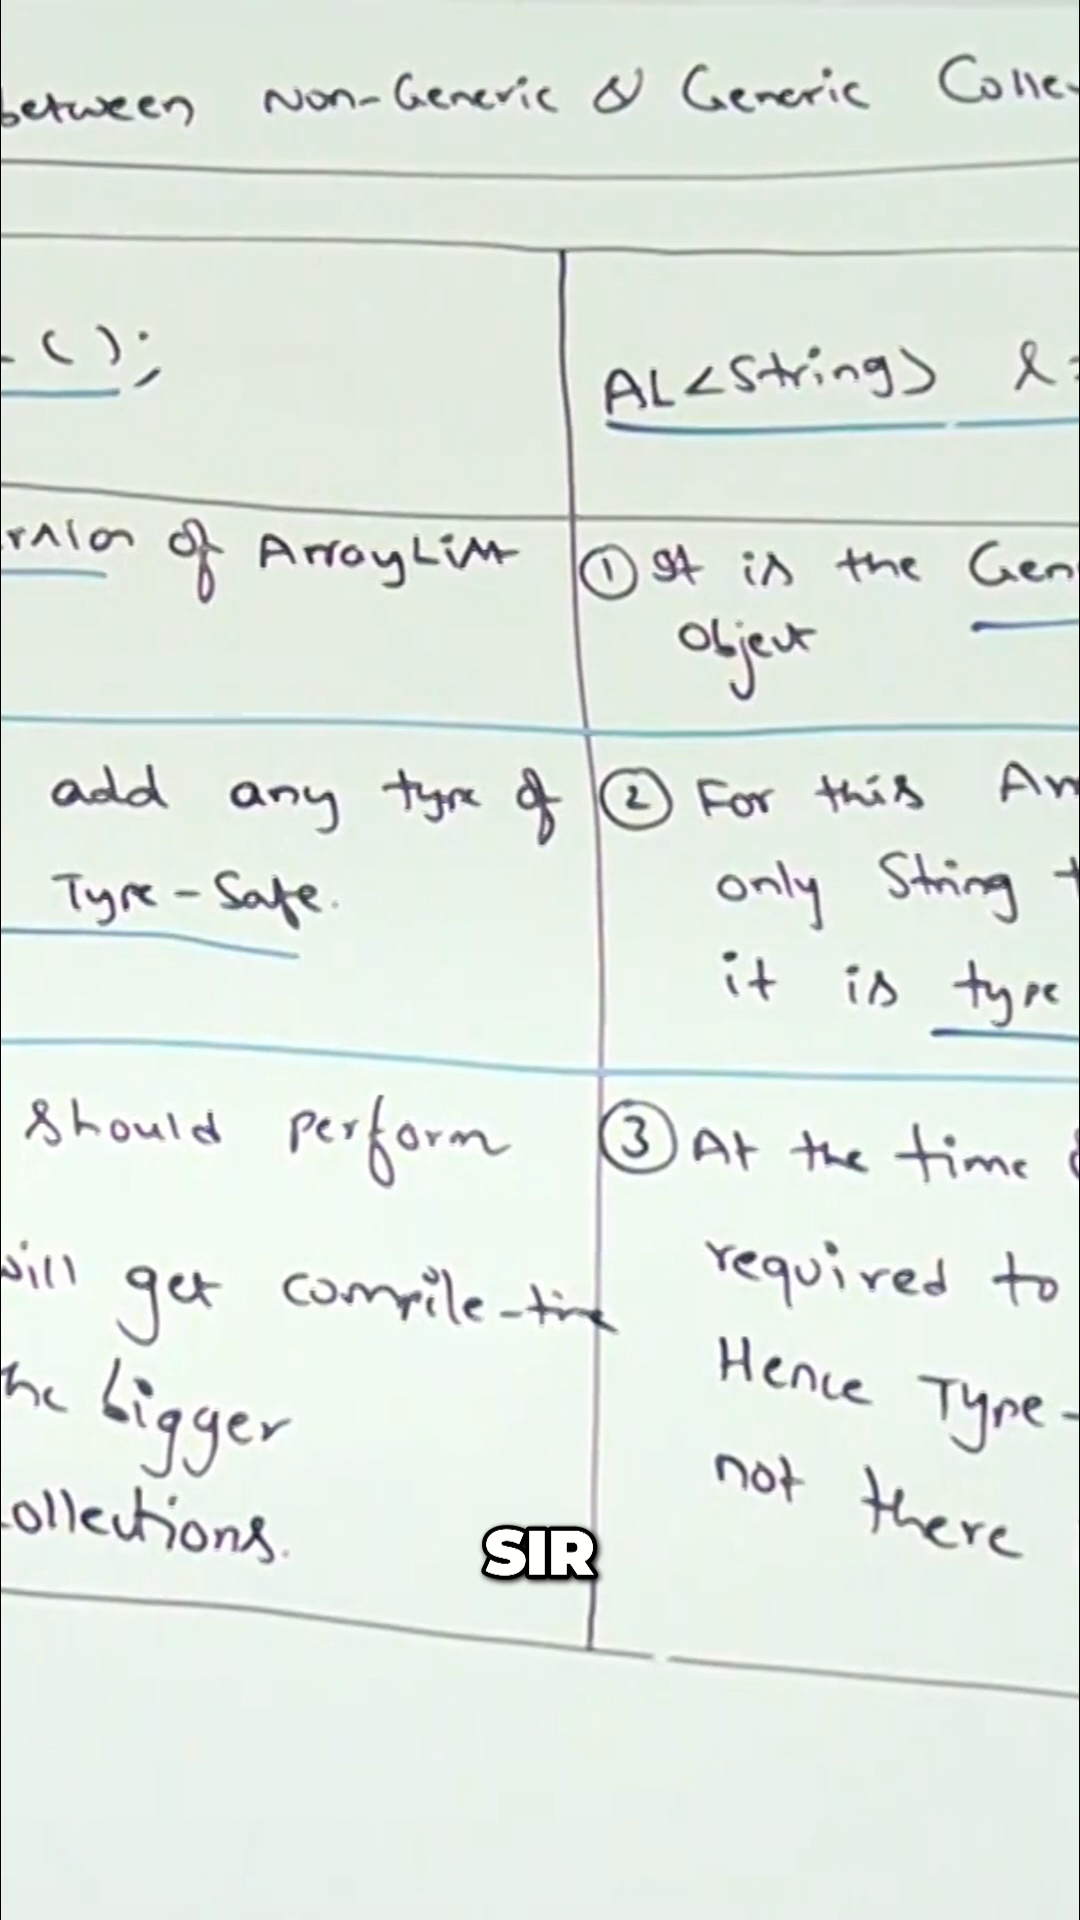 between Non-Generic & Generic Colle
- ();
AL<String> l =
rsion of ArrayList
① It is the Gen
Object
add any type of
Type-Safe.
② For this Arr
only String t
it is type
should perform
will get compile-time
the bigger
collections.
③ At the time
required to
Hence Type-
not there
SIR